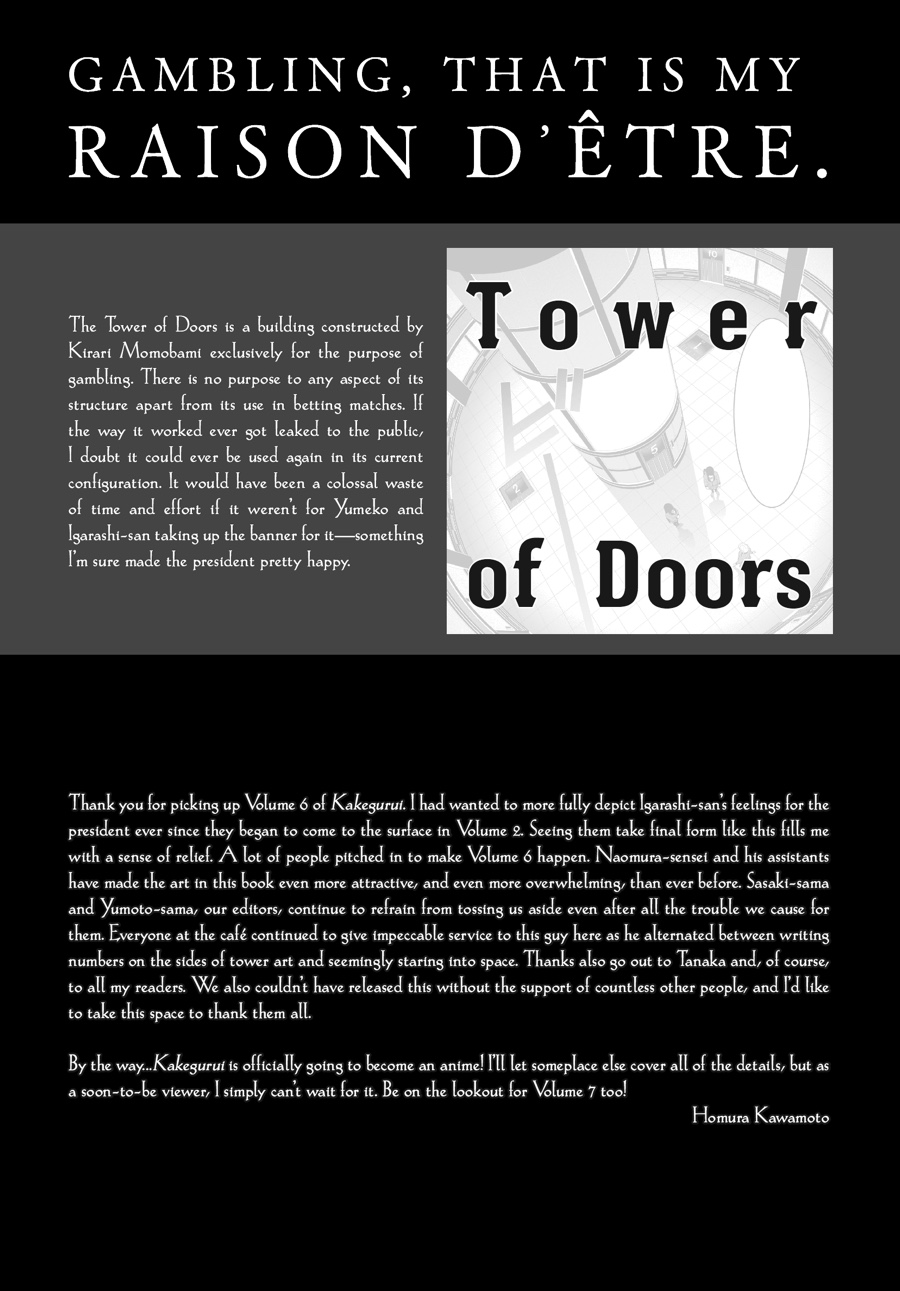 GAMBLING, THAT IS MY
RAISON D'ÊTRE.
The Tower of Doors is a building constructed by
Kirari Momobami exclusively for the purpose of
gambling. There is no purpose to any aspect of its
structure apart from its use in betting matches. If
the way it worked ever got leaked to the public,
I doubt it could ever be used again in its current
configuration. It would have been a colossal waste
of time and effort if it weren't for Yumeko and
Igarashi-san taking up the banner for it—something
I'm sure made the president pretty happy.
Tower
of Doors
10
5
2
Thank you for picking up Volume 6 of Kakegurui. I had wanted to more fully depict Igarashi-san's feelings for the
president ever since they began to come to the surface in Volume 2. Seeing them take final form like this fills me
with a sense of relief. A lot of people pitched in to make Volume 6 happen. Naomura-sensei and his assistants
have made the art in this book even more attractive, and even more overwhelming, than ever before. Sasaki-sama
and Yumoto-sama, our editors, continue to refrain from tossing us aside even after all the trouble we cause for
them. Everyone at the café continued to give impeccable service to this guy here as he alternated between writing
numbers on the sides of tower art and seemingly staring into space. Thanks also go out to Tanaka and, of course,
to all my readers. We also couldn't have released this without the support of countless other people, and I'd like
to take this space to thank them all.
By the way...Kakegurui is officially going to become an anime! I'll let someplace else cover all of the details, but as
a soon-to-be viewer, I simply can't wait for it. Be on the lookout for Volume 7 too!
Homura Kawamoto